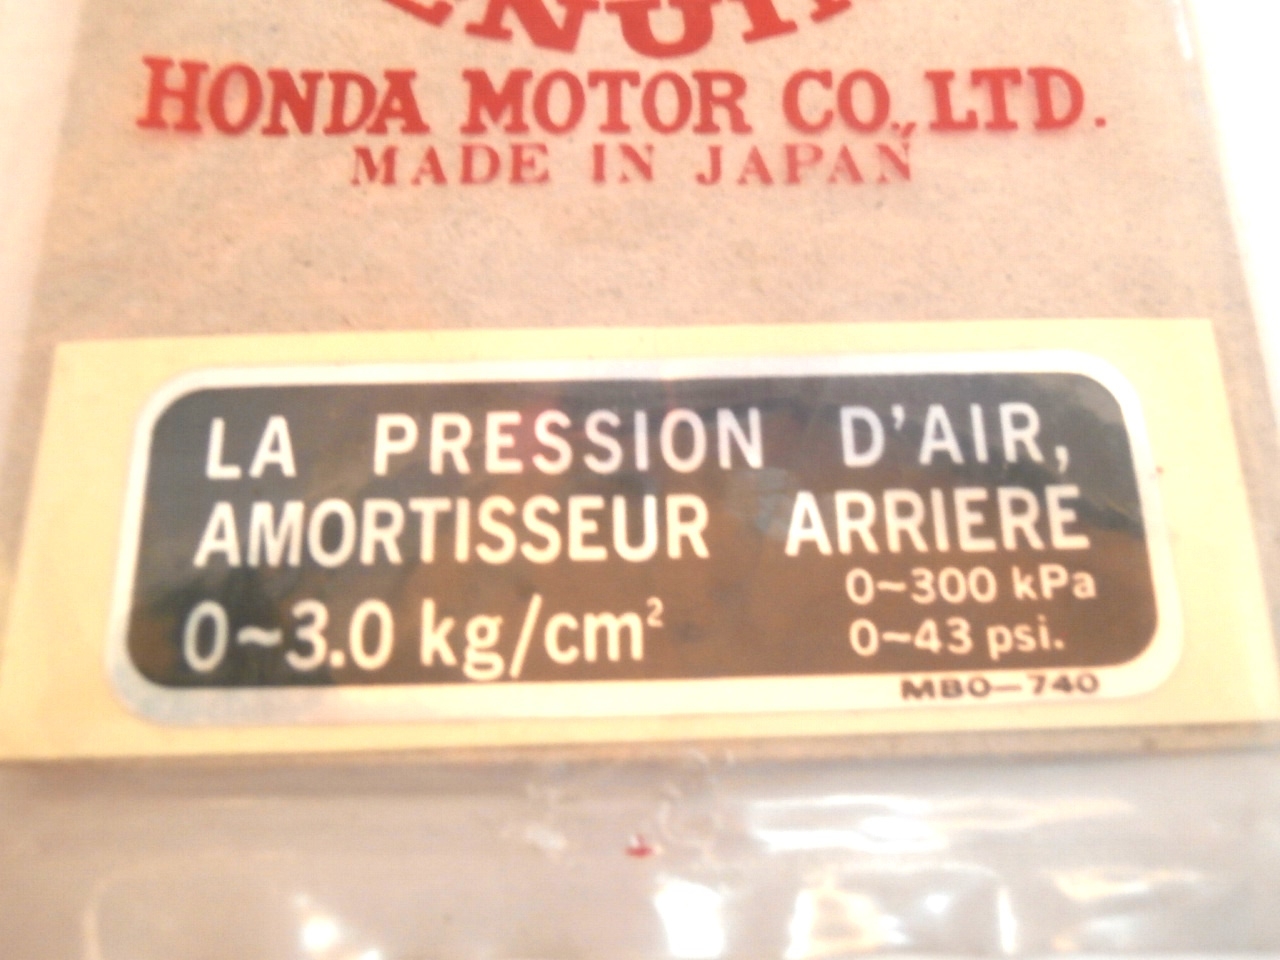 HONDA MOTOR CO., LTD.
MADE IN JAPAN
LA PRESSION D'AIR,
AMORTISSEUR ARRIERE
0~3.0 kg/cm²
0~300 kPa
0~43 psi.
MB0-740